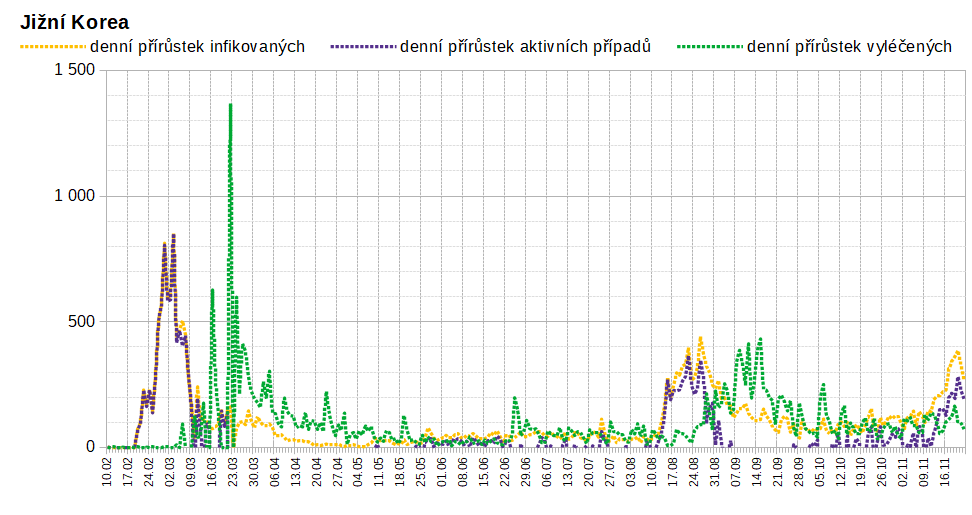 Jižní Korea
denní přírůstek infikovaných denní přírůstek aktivních případů denní přírůstek vyléčených
1 500
1 000
500
0
10.02 17.02 24.02 02.03 09.03 16.03 23.03 30.03 06.04 13.04 20.04 27.04 04.05 11.05 18.05 25.05 01.06 08.06 15.06 22.06 29.06 06.07 13.07 20.07 27.07 03.08 10.08 17.08 24.08 31.08 07.09 14.09 21.09 28.09 05.10 12.10 19.10 26.10 02.11 09.11 16.11